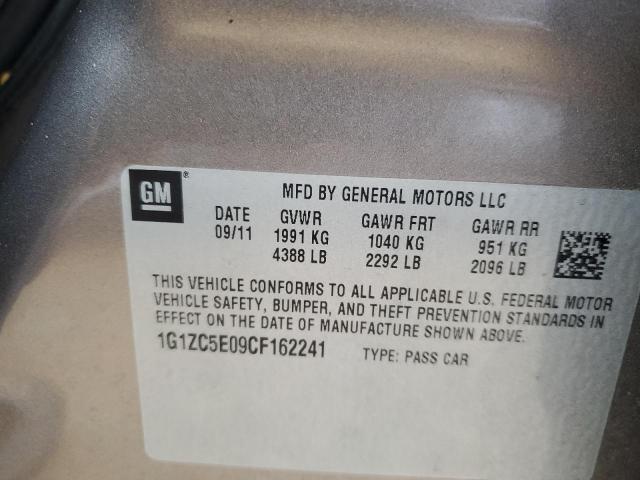 GM®
MFD BY GENERAL MOTORS LLC
DATE GVWR GAWR FRT GAWR RR
09/11 1991 KG 1040 KG 951 KG
4388 LB 2292 LB 2096 LB
THIS VEHICLE CONFORMS TO ALL APPLICABLE U.S. FEDERAL MOTOR
VEHICLE SAFETY, BUMPER, AND THEFT PREVENTION STANDARDS IN
EFFECT ON THE DATE OF MANUFACTURE SHOWN ABOVE.
1G1ZC5E09CF162241 TYPE: PASS CAR